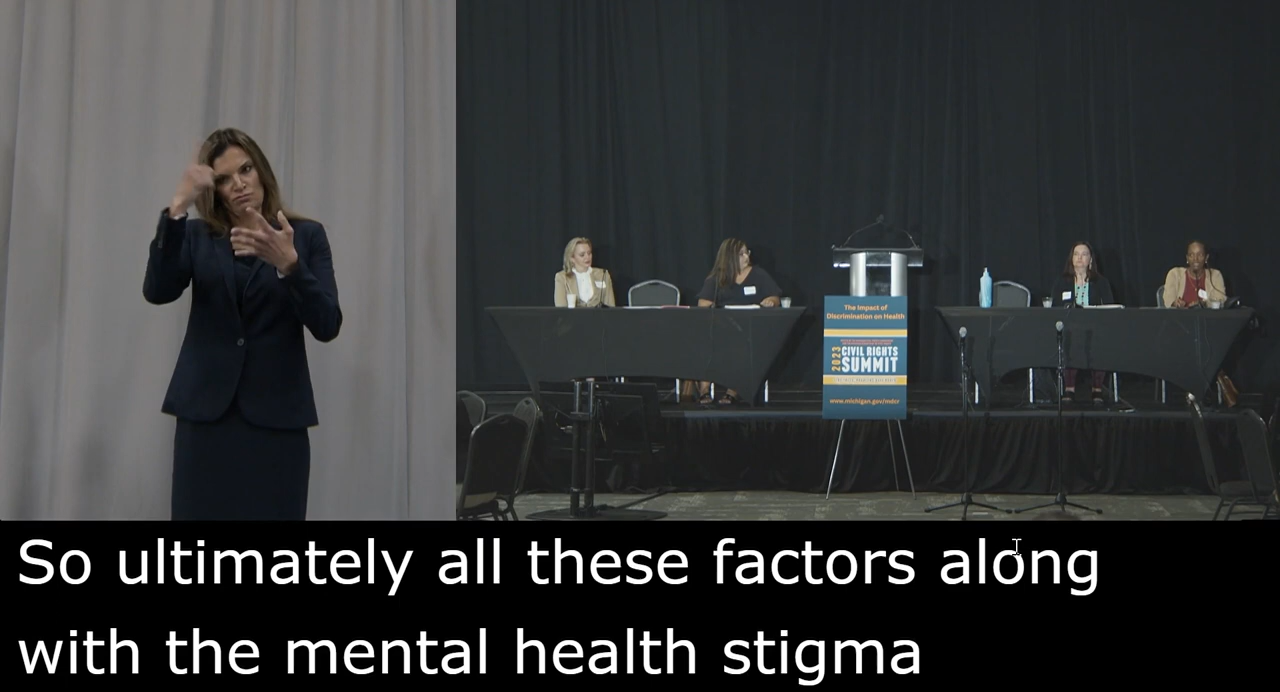 The Impact of
Discrimination on Health
2023
CIVIL RIGHTS
SUMMIT
www.michigan.gov/mdcr
So ultimately all these factors along
with the mental health stigma